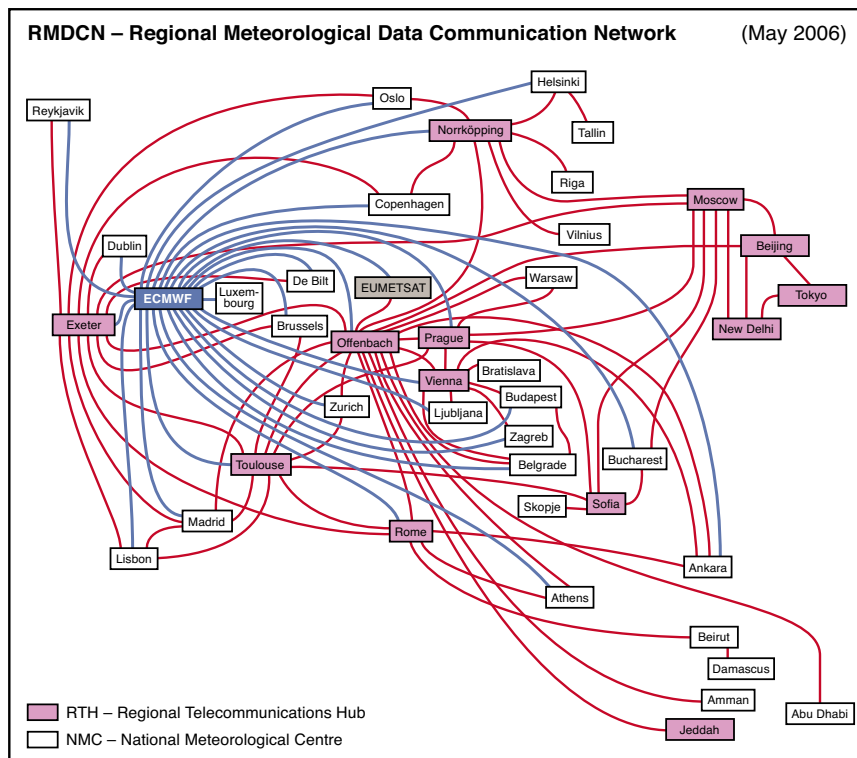 RMDCN – Regional Meteorological Data Communication Network (May 2006)
Helsinki
Oslo
Reykjavik
Norrköpping
Tallin
Riga
Moscow
Copenhagen
Vilnius
Dublin
Beijing
De Bilt
Warsaw
EUMETSAT
ECMWF
Luxem-
bourg
Tokyo
Exeter
Brussels
New Delhi
Offenbach
Prague
Bratislava
Vienna
Budapest
Zurich
Ljubljana
Zagreb
Bucharest
Toulouse
Belgrade
Skopje
Sofia
Madrid
Rome
Lisbon
Ankara
Athens
Beirut
Damascus
Amman
Abu Dhabi
RTH – Regional Telecommunications Hub
Jeddah
NMC – National Meteorological Centre